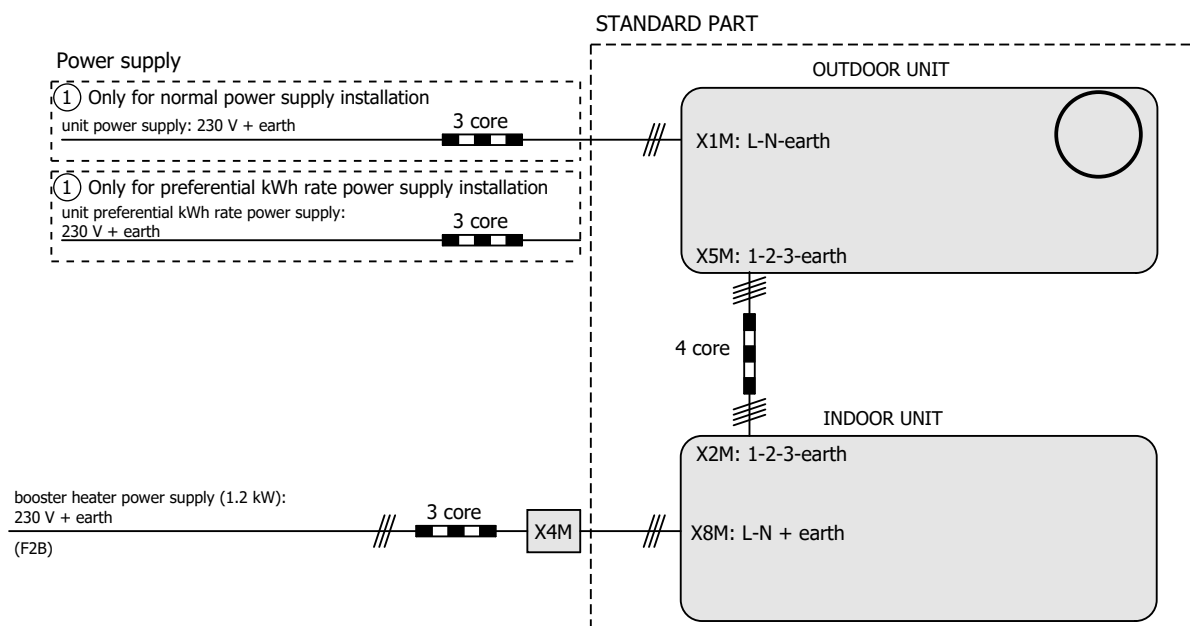 STANDARD PART
Power supply
OUTDOOR UNIT
1 Only for normal power supply installation
unit power supply: 230 V + earth
3 core
X1M: L-N-earth
1 Only for preferential kWh rate power supply installation
unit preferential kWh rate power supply:
230 V + earth
3 core
X5M: 1-2-3-earth
4 core
INDOOR UNIT
X2M: 1-2-3-earth
booster heater power supply (1.2 kW):
230 V + earth
(F2B)
3 core
X4M
X8M: L-N + earth